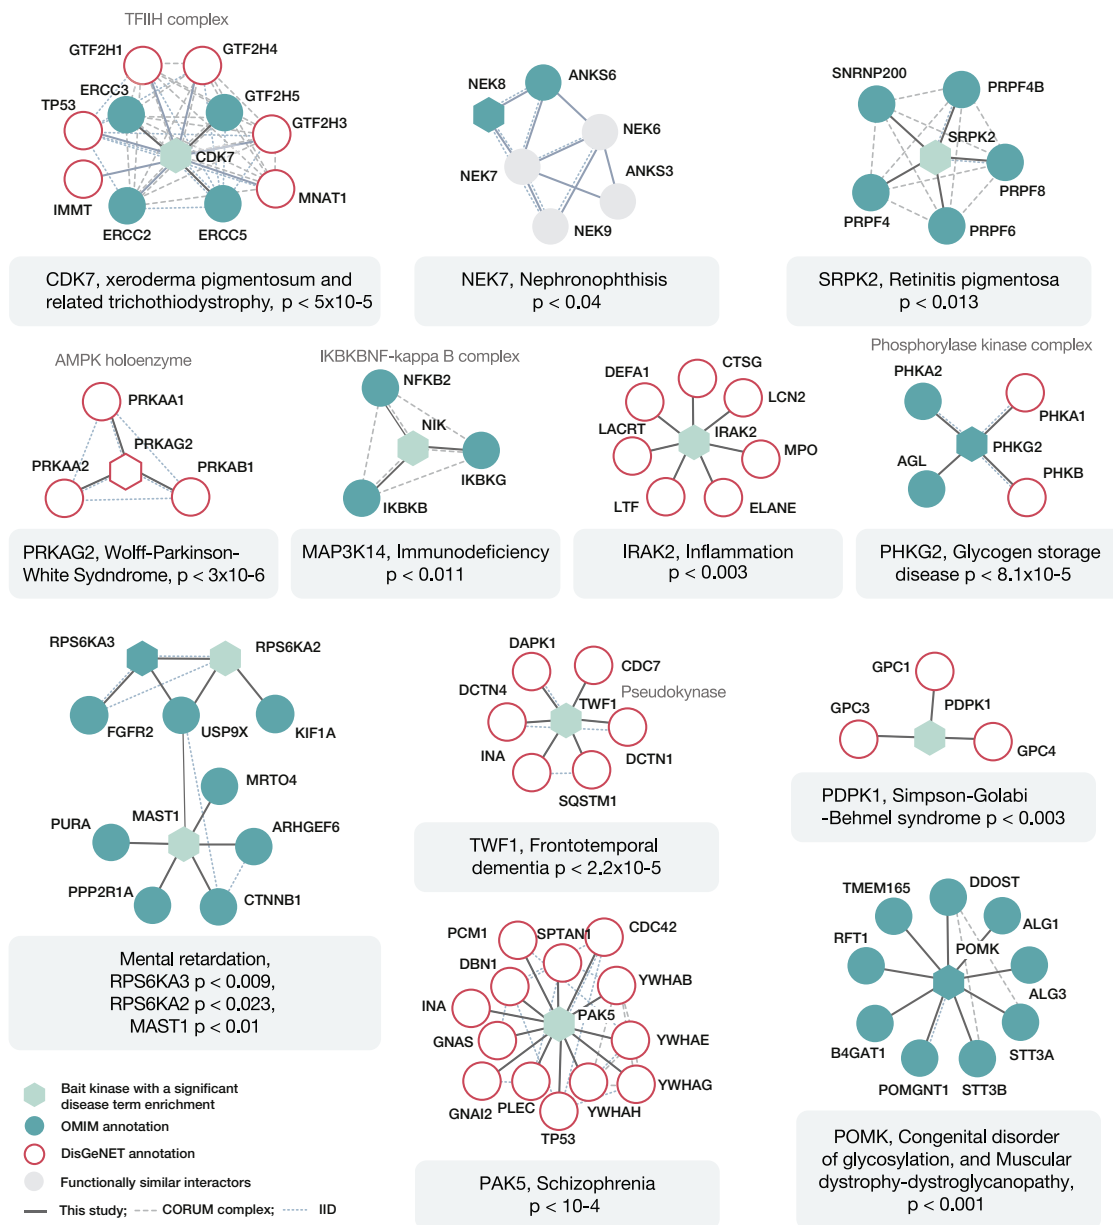 TFIIH complex
GTF2H1
GTF2H4
ERCC3
GTF2H5
TP53
GTF2H3
CDK7
IMMT
MNAT1
ERCC2
ERCC5
CDK7, xeroderma pigmentosum and
related trichothiodystrophy, p < 5x10-5
NEK8
ANKS6
NEK6
NEK7
ANKS3
NEK9
NEK7, Nephronophthisis
p < 0.04
SNRNP200
PRPF4B
SRPK2
PRPF8
PRPF4
PRPF6
SRPK2, Retinitis pigmentosa
p < 0.013
AMPK holoenzyme
PRKAA1
PRKAG2
PRKAA2
PRKAB1
PRKAG2, Wolff-Parkinson-
White Sydndrome, p < 3x10-6
IKBKBNF-kappa B complex
NFKB2
NIK
IKBKG
IKBKB
MAP3K14, Immunodeficiency
p < 0.011
CTSG
DEFA1
LCN2
LACRT
IRAK2
MPO
LTF
ELANE
IRAK2, Inflammation
p < 0.003
Phosphorylase kinase complex
PHKA2
PHKA1
PHKG2
AGL
PHKB
PHKG2, Glycogen storage
disease p < 8.1x10-5
RPS6KA3
RPS6KA2
FGFR2
USP9X
KIF1A
MRTO4
MAST1
PURA
ARHGEF6
PPP2R1A
CTNNB1
Mental retardation,
RPS6KA3 p < 0.009,
RPS6KA2 p < 0.023,
MAST1 p < 0.01
DAPK1
CDC7
DCTN4
Pseudokynase
TWF1
INA
DCTN1
SQSTM1
TWF1, Frontotemporal
dementia p < 2.2x10-5
GPC1
GPC3
PDPK1
GPC4
PDPK1, Simpson-Golabi
-Behmel syndrome p < 0.003
PCM1
SPTAN1
CDC42
DBN1
YWHAB
INA
PAK5
GNAS
YWHAE
YWHAG
GNAI2
PLEC
YWHAH
TP53
PAK5, Schizophrenia
p < 10-4
TMEM165
DDOST
ALG1
RFT1
POMK
ALG3
B4GAT1
STT3A
POMGNT1
STT3B
POMK, Congenital disorder
of glycosylation, and Muscular
dystrophy-dystroglycanopathy,
p < 0.001
Bait kinase with a significant
disease term enrichment
OMIM annotation
DisGeNET annotation
Functionally similar interactors
This study; CORUM complex; IID